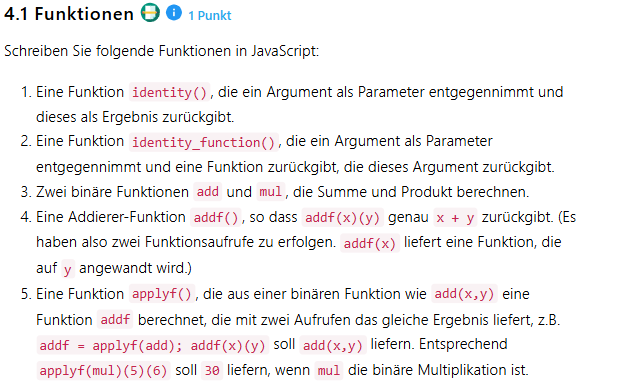 4.1 Funktionen 1 Punkt
Schreiben Sie folgende Funktionen in JavaScript:
1. Eine Funktion identity(), die ein Argument als Parameter entgegennimmt und
dieses als Ergebnis zurückgibt.
2. Eine Funktion identity_function(), die ein Argument als Parameter
entgegennimmt und eine Funktion zurückgibt, die dieses Argument zurückgibt.
3. Zwei binäre Funktionen add und mul, die Summe und Produkt berechnen.
4. Eine Addierer-Funktion addf(), so dass addf(x)(y) genau x + y zurückgibt. (Es
haben also zwei Funktionsaufrufe zu erfolgen. addf(x) liefert eine Funktion, die
auf y angewandt wird.)
5. Eine Funktion applyf(), die aus einer binären Funktion wie add(x,y) eine
Funktion addf berechnet, die mit zwei Aufrufen das gleiche Ergebnis liefert, z.B.
addf = applyf(add); addf(x)(y) soll add(x,y) liefern. Entsprechend
applyf(mul)(5)(6) soll 30 liefern, wenn mul die binäre Multiplikation ist.